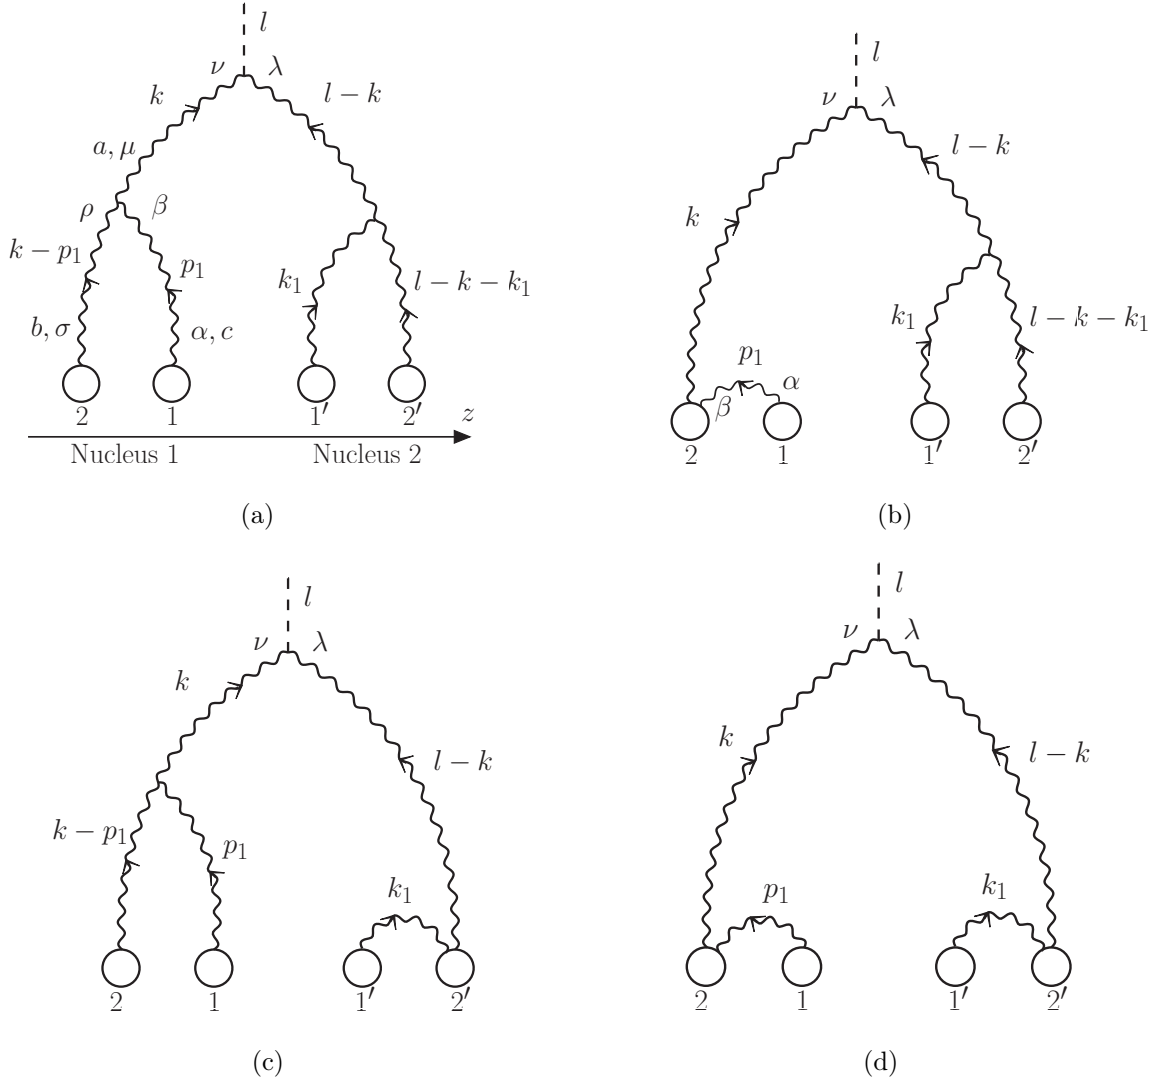 l
ν λ
k l − k
a, μ
ρ β
k − p₁ p₁ k₁ l − k − k₁
b, σ α, c
2 1 1′ 2′ z
Nucleus 1 Nucleus 2
(a)
l
ν λ
l − k
k
k₁ l − k − k₁
p₁
α
β
2 1 1′ 2′
(b)
l
ν λ
k
l − k
k − p₁ p₁
k₁
2 1 1′ 2′
(c)
l
ν λ
k l − k
p₁ k₁
2 1 1′ 2′
(d)